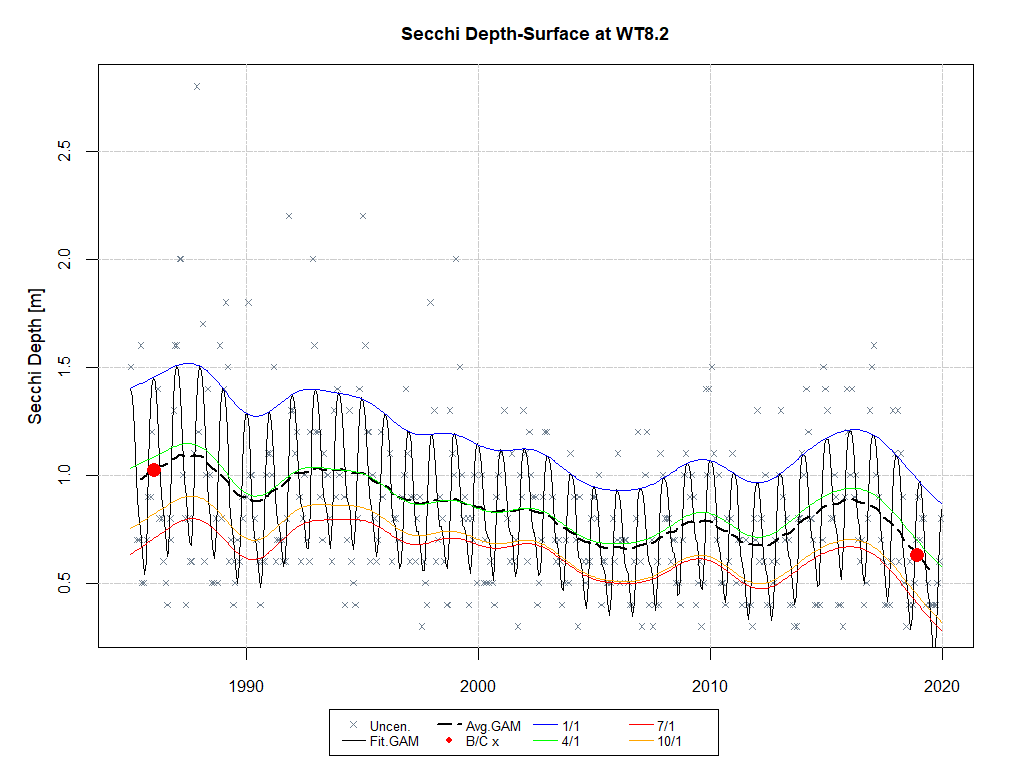 Secchi Depth-Surface at WT8.2
Secchi Depth [m]
2.5
2.0
1.5
1.0
0.5
1990 2000 2010 2020
Uncen. Avg.GAM 1/1 7/1
Fit.GAM B/C x 4/1 10/1